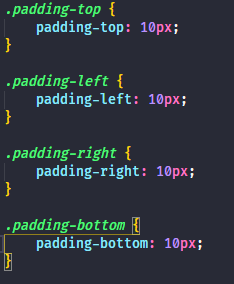 .padding-top {
    padding-top: 10px;
}
.padding-left {
    padding-left: 10px;
}
.padding-right {
    padding-right: 10px;
}
.padding-bottom {
    padding-bottom: 10px;
}